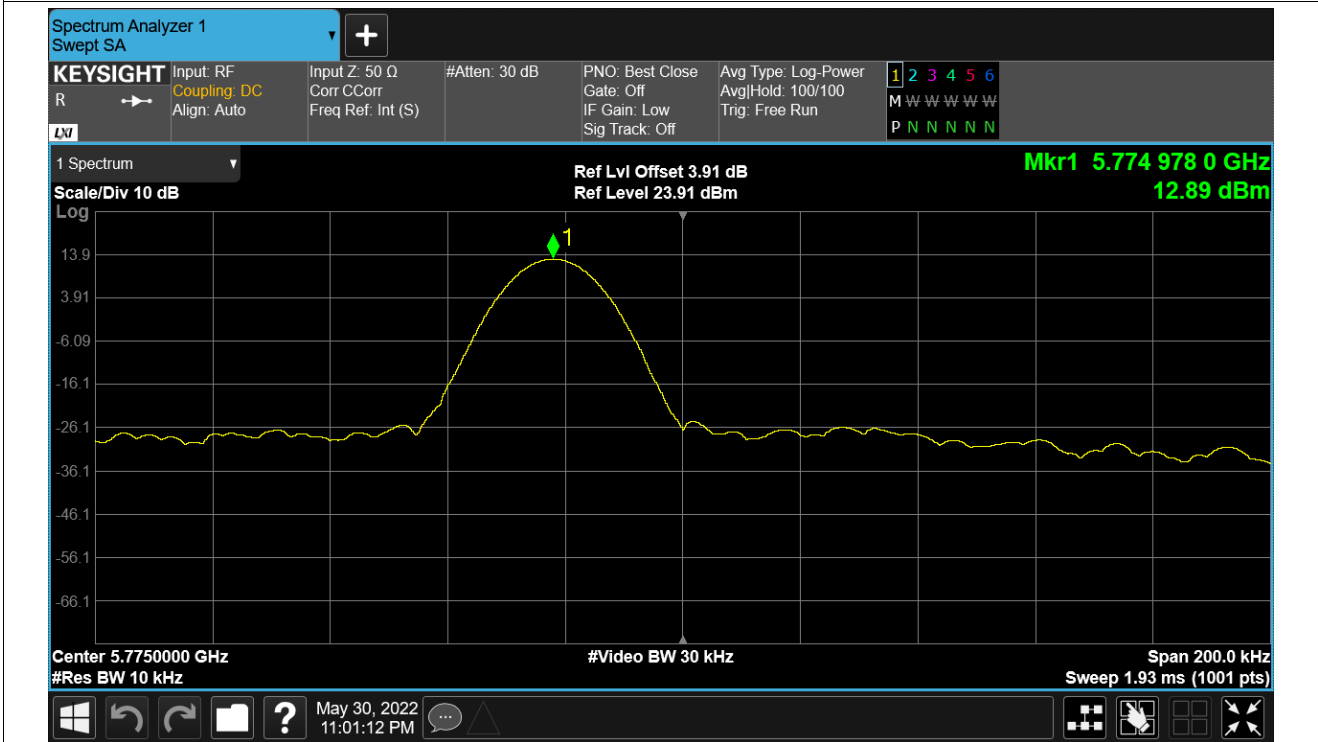 Spectrum Analyzer 1
Swept SA
KEYSIGHT
R
LXI
Input: RF
Coupling: DC
Align: Auto
Input Z: 50 Ω
Corr CCorr
Freq Ref: Int (S)
#Atten: 30 dB
PNO: Best Close
Gate: Off
IF Gain: Low
Sig Track: Off
Avg Type: Log-Power
Avg|Hold: 100/100
Trig: Free Run
1 2 3 4 5 6
M W W W W W
P N N N N N
1 Spectrum
Scale/Div 10 dB
Log
Ref Lvl Offset 3.91 dB
Ref Level 23.91 dBm
Mkr1 5.774 978 0 GHz
12.89 dBm
1
13.9
3.91
-6.09
-16.1
-26.1
-36.1
-46.1
-56.1
-66.1
Center 5.7750000 GHz
#Res BW 10 kHz
#Video BW 30 kHz
Span 200.0 kHz
Sweep 1.93 ms (1001 pts)
?
May 30, 2022
11:01:12 PM